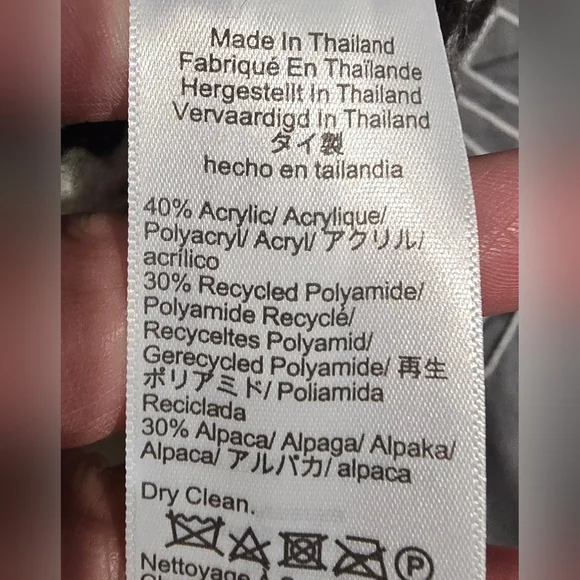 Made In Thailand
Fabriqué En Thaïlande
Hergestellt In Thailand
Vervaardigd In Thailand
タイ製
hecho en tailandia
40% Acrylic/ Acrylique/
Polyacryl/ Acryl/ アクリル/
acrílico
30% Recycled Polyamide/
Polyamide Recyclé/
Recyceltes Polyamid/
Gerecycled Polyamide/ 再生
ポリアミド/ Poliamida
Reciclada
30% Alpaca/ Alpaga/ Alpaka/
Alpaca/ アルパカ/ alpaca
Dry Clean.
P
Nettoyage